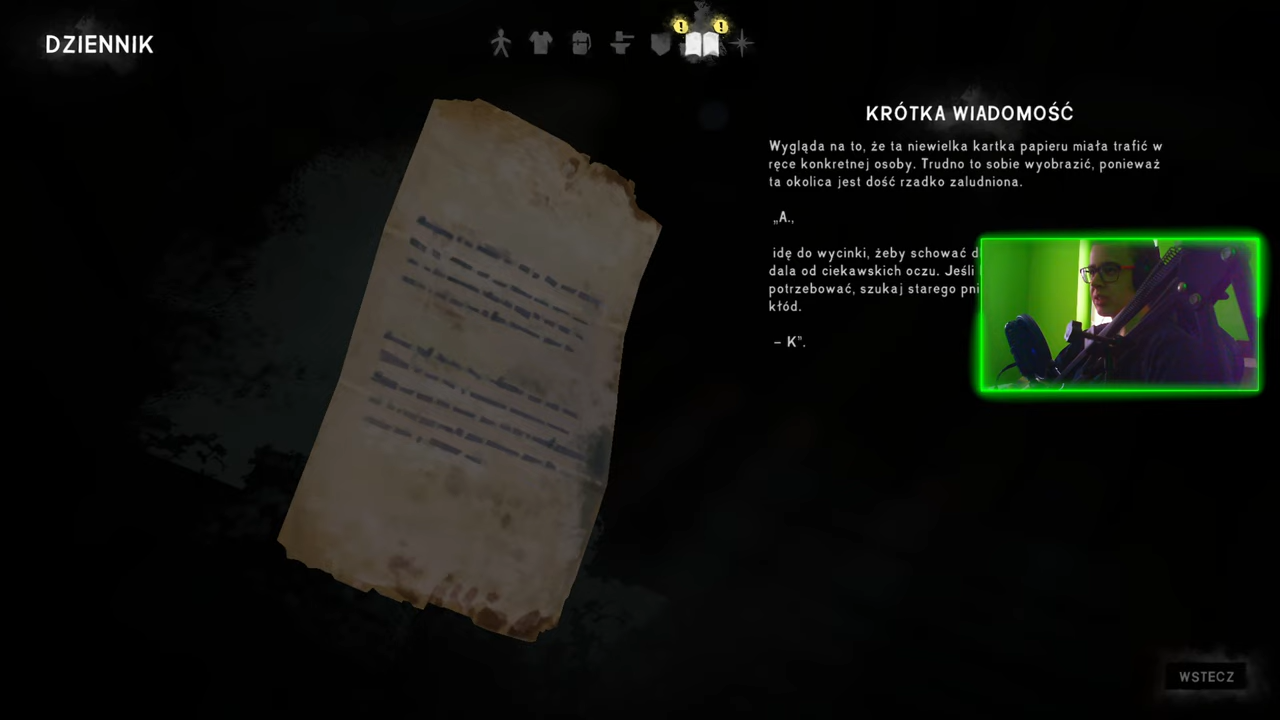 DZIENNIK
KRÓTKA WIADOMOŚĆ
Wygląda na to, że ta niewielka kartka papieru miała trafić w
ręce konkretnej osoby. Trudno to sobie wyobrazić, ponieważ
ta okolica jest dość rzadko zaludniona.
„A.,
idę do wycinki, żeby schować
dala od ciekawskich oczu. Jeśli
potrzebować, szukaj starego
kłód.
– K”.
WSTECZ